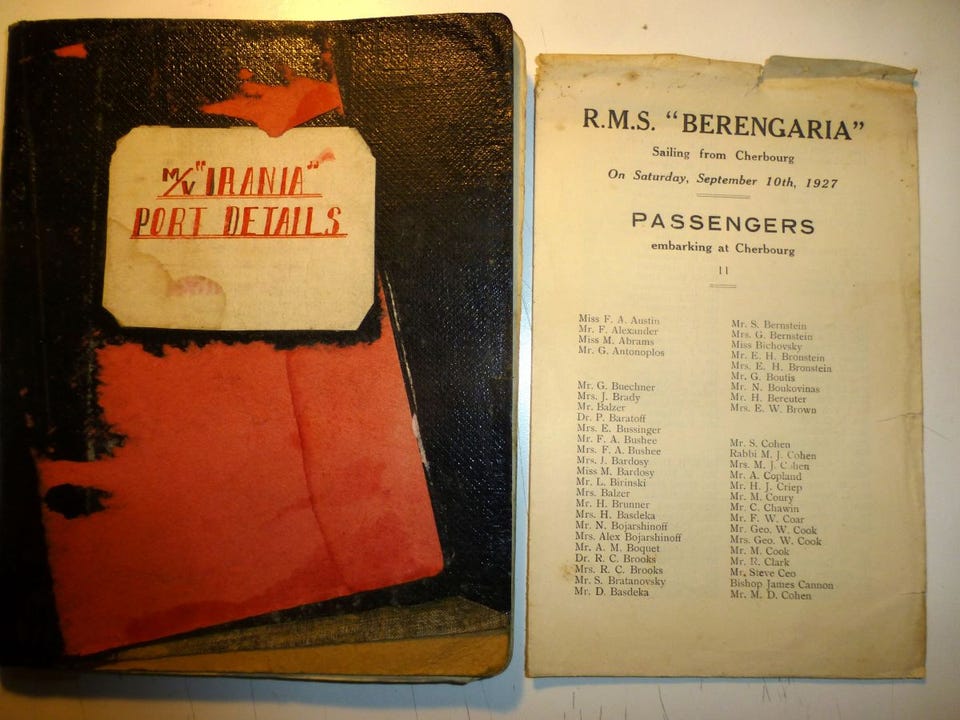 M/V "IRANIA"
PORT DETAILS
R.M.S. "BERENGARIA"
Sailing from Cherbourg
On Saturday, September 10th, 1927
PASSENGERS
embarking at Cherbourg
11
Miss F. A. Austin
Mr. F. Alexander
Miss M. Abrams
Mr. G. Antonoplos
Mr. G. Buechner
Mrs. J. Brady
Mr. Balzer
Dr. P. Baratoff
Mrs. E. Bussinger
Mr. F. A. Bushee
Mrs. F. A. Bushee
Mrs. J. Bardosy
Miss M. Bardosy
Mr. L. Birinski
Mrs. Balzer
Mr. H. Brunner
Mrs. H. Basdeka
Mr. N. Bojarshinoff
Mrs. Alex Bojarshinoff
Mr. A. M. Boquet
Dr. R. C. Brooks
Mrs. R. C. Brooks
Mr. S. Bratanovsky
Mr. D. Basdeka
Mr. S. Bernstein
Mrs. G. Bernstein
Miss Bichovsky
Mr. E. H. Bronstein
Mrs. E. H. Bronstein
Mr. G. Boutis
Mr. N. Boukovinas
Mr. H. Bereuter
Mrs. E. W. Brown
Mr. S. Cohen
Rabbi M. J. Cohen
Mrs. M. J. Cohen
Mr. A. Copland
Mr. H. J. Criep
Mr. M. Coury
Mr. C. Chawin
Mr. F. W. Coar
Mr. Geo. W. Cook
Mrs. Geo. W. Cook
Mr. M. Cook
Mr. R. Clark
Mr. Steve Ceo
Bishop James Cannon
Mr. M. D. Cohen